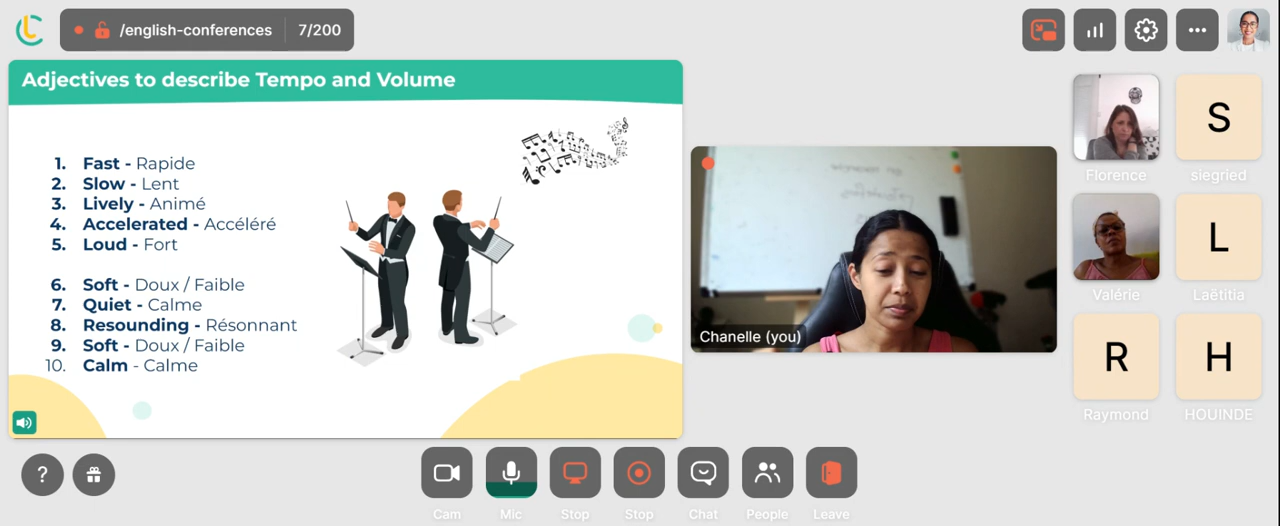 /english-conferences 7/200
Adjectives to describe Tempo and Volume
1. Fast - Rapide
2. Slow - Lent
3. Lively - Animé
4. Accelerated - Accéléré
5. Loud - Fort
6. Soft - Doux / Faible
7. Quiet - Calme
8. Resounding - Résonnant
9. Soft - Doux / Faible
10. Calm - Calme
Chanelle (you)
Florence
S
siegried
Valérie
L
Laëtitia
R
Raymond
H
HOUINDE
?
Cam
Mic
Stop
Stop
Chat
People
Leave